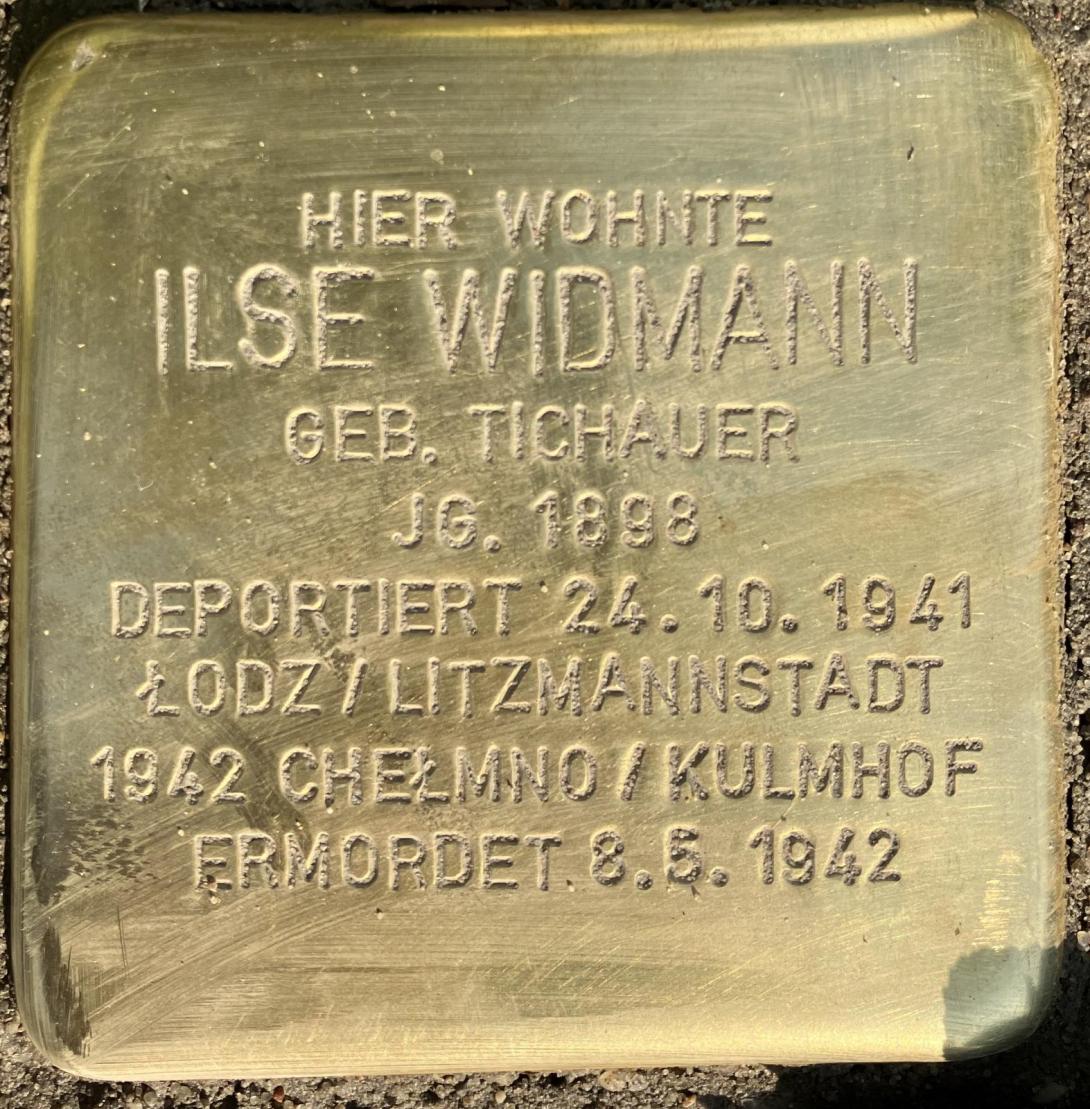 HIER WOHNTE
ILSE WIDMANN
GEB. TICHAUER
JG. 1898
DEPORTIERT 24.10.1941
ŁODZ/LITZMANNSTADT
1942 CHEŁMNO/KULMHOF
ERMORDET 8.5.1942